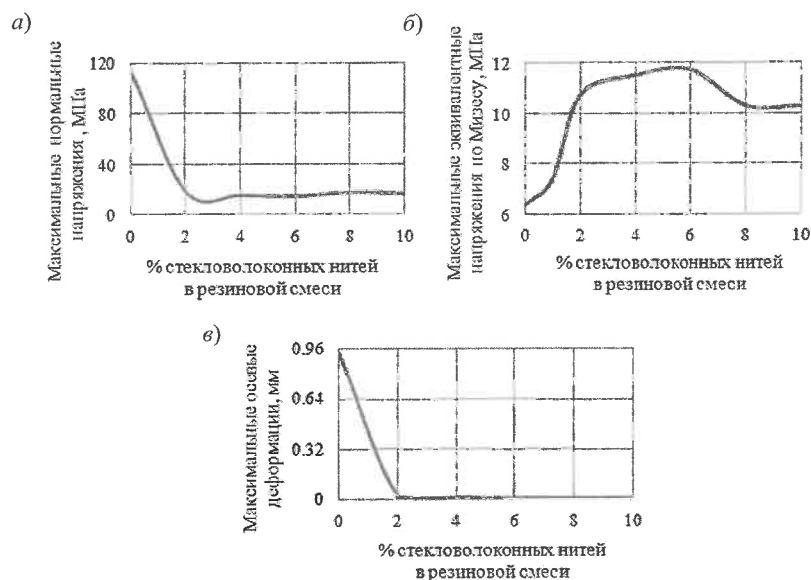 а)
Максимальные нормальные
напряжения , МПа
120
80
40
0
0 2 4 6 8 10
% стекловолоконных нитей
в резиновой смеси
б)
Максимальные эквивалентные
напряжения по Мизесу, МПа
12
10
8
6
0 2 4 6 8 10
% стекловолоконных нитей
в резиновой смеси
в)
Максимальные осевые
деформации, мм
0.96
0.64
0.32
0
0 2 4 6 8 10
% стекловолоконных нитей
в резиновой смеси